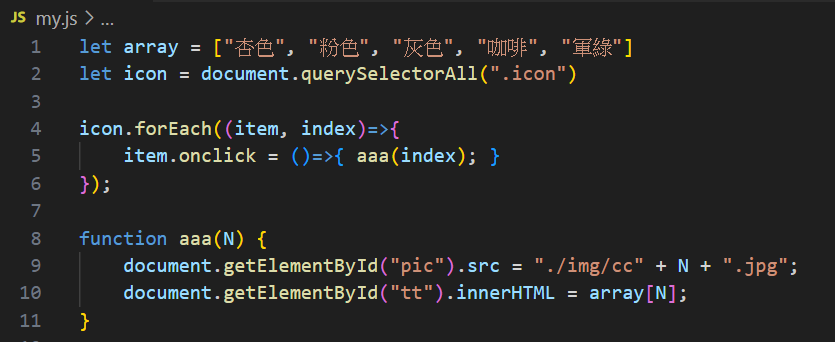 JS my.js > ...
1 let array = ["杏色", "粉色", "灰色", "咖啡", "軍綠"]
2 let icon = document.querySelectorAll(".icon")
3
4 icon.forEach((item, index)=>{
5     item.onclick = ()=>{ aaa(index); }
6 });
7
8 function aaa(N) {
9     document.getElementById("pic").src = "./img/cc" + N + ".jpg";
10     document.getElementById("tt").innerHTML = array[N];
11 }